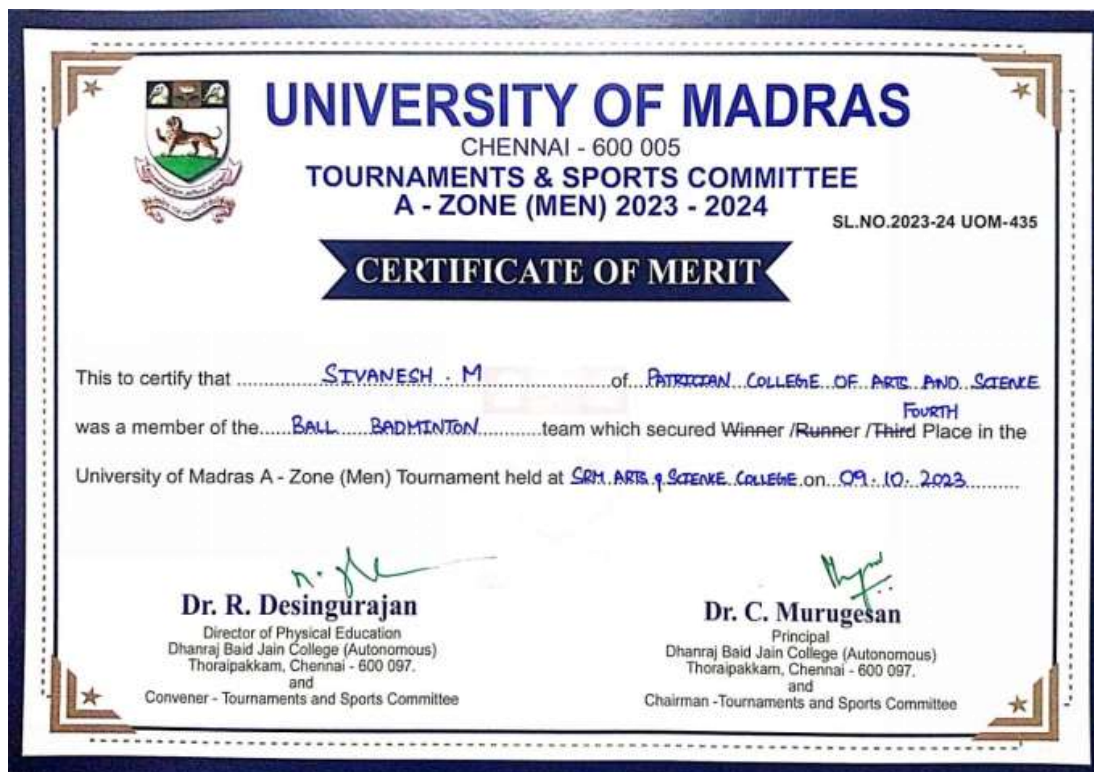 UNIVERSITY OF MADRAS
CHENNAI - 600 005
TOURNAMENTS & SPORTS COMMITTEE
A - ZONE (MEN) 2023 - 2024
SL.NO.2023-24 UOM-435
CERTIFICATE OF MERIT
This to certify that ....................SIVANESH . M....................of...PATRICIAN COLLEGE OF ARTS AND SCIENCE
FOURTH
was a member of the......BALL BADMINTON...........team which secured Winner /Runner /Third Place in the
University of Madras A - Zone (Men) Tournament held at SRM ARTS & SCIENCE COLLEGE on...09.10.2023.........
Dr. R. Desingurajan
Director of Physical Education
Dhanraj Baid Jain College (Autonomous)
Thoraipakkam, Chennai - 600 097.
and
Convener - Tournaments and Sports Committee
Dr. C. Murugesan
Principal
Dhanraj Baid Jain College (Autonomous)
Thoraipakkam, Chennai - 600 097.
and
Chairman -Tournaments and Sports Committee